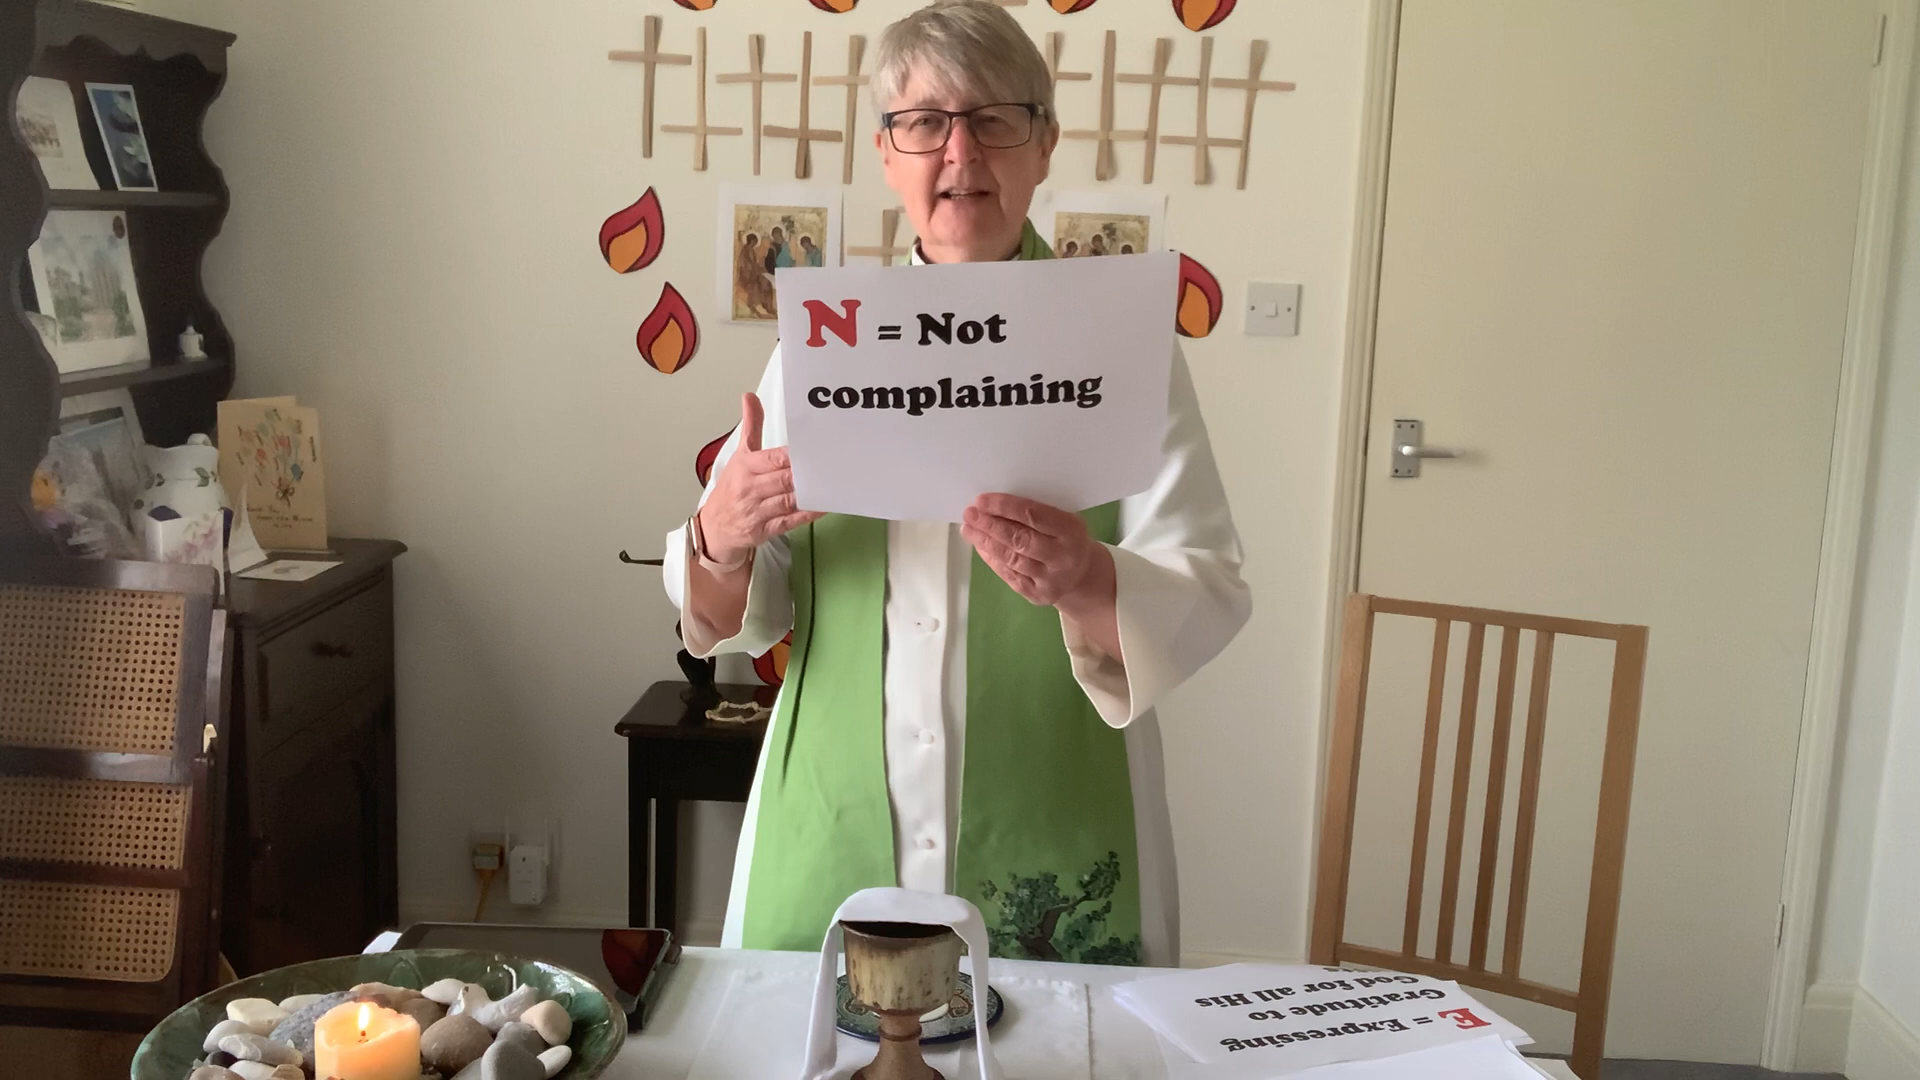 N = Not
complaining
E = Expressing
Gratitude to
God for all His